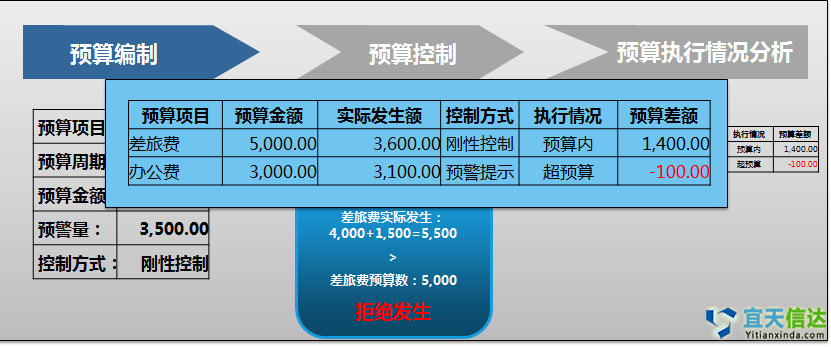 预算编制
预算控制
预算执行情况分析
预算项目 预算金额 实际发生额 控制方式 执行情况 预算差额
差旅费 5,000.00 3,600.00 刚性控制 预算内 1,400.00
办公费 3,000.00 3,100.00 预警提示 超预算 -100.00
预算项目
预算周期
预算金额
预警量： 3,500.00
控制方式： 刚性控制
差旅费实际发生：
4,000+1,500=5,500
>
差旅费预算数：5,000
拒绝发生
执行情况 预算差额
预算内 1,400.00
超预算 -100.00
宜天信达
Yitianxinda.com